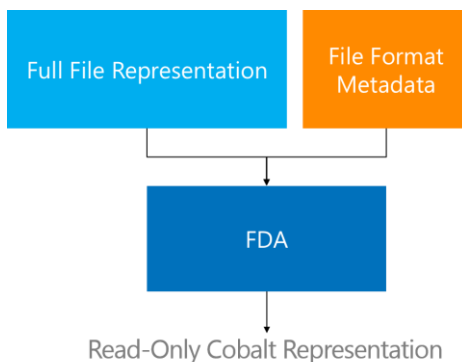 Full File Representation
File Format
Metadata
FDA
Read-Only Cobalt Representation